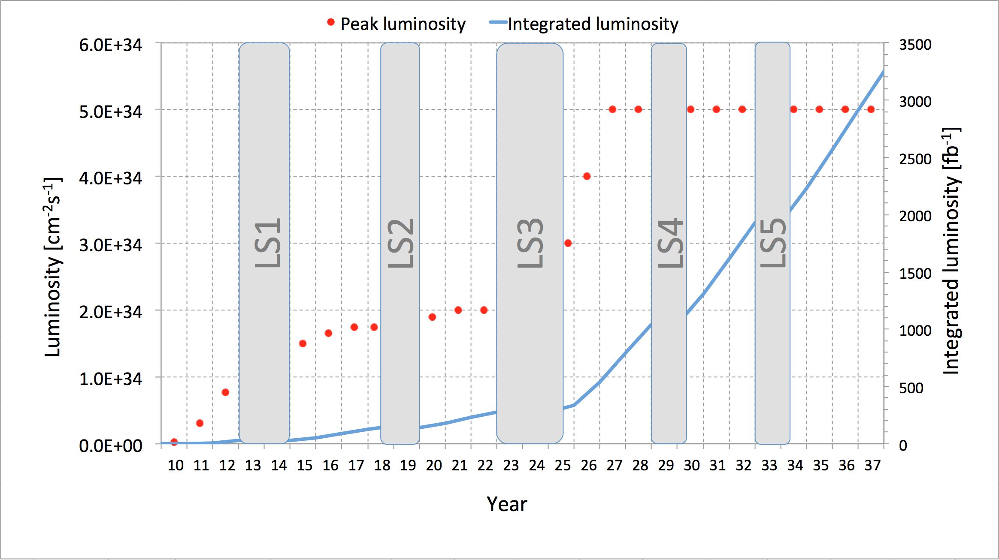 Peak luminosity
Integrated luminosity
6.0E+34
5.0E+34
4.0E+34
3.0E+34
2.0E+34
1.0E+34
0.0E+00
Luminosity [cm⁻²s⁻¹]
LS1
LS2
LS3
LS4
LS5
3500
3000
2500
2000
1500
1000
500
0
Integrated luminosity [fb⁻¹]
10 11 12 13 14 15 16 17 18 19 20 21 22 23 24 25 26 27 28 29 30 31 32 33 34 35 36 37
Year